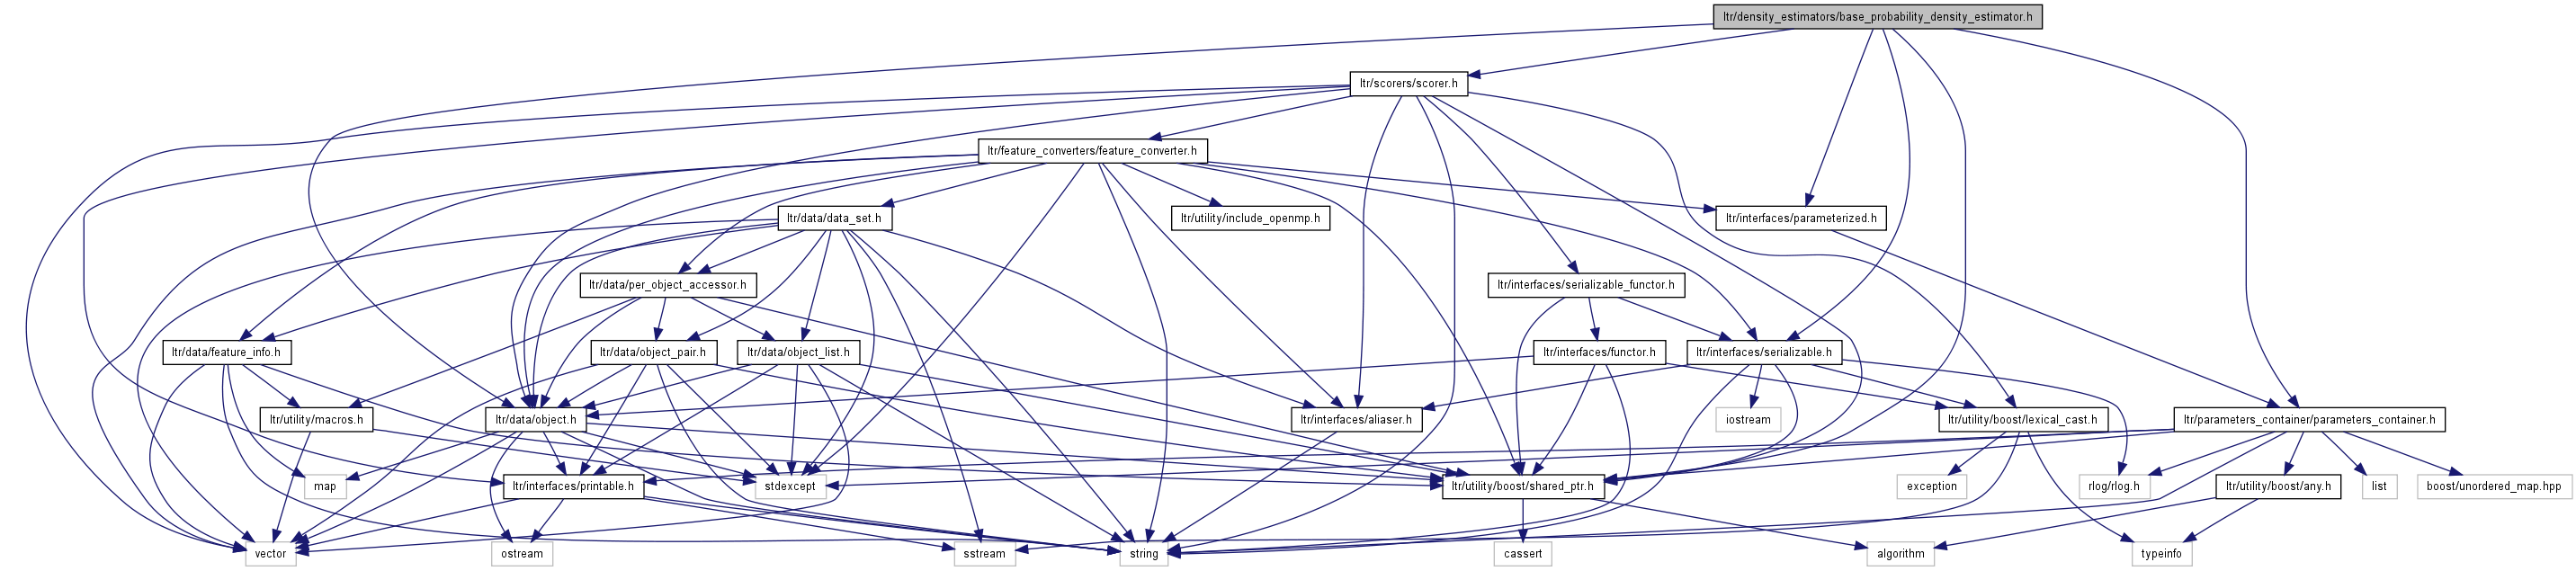 ltr/density_estimators/base_probability_density_estimator.h
ltr/scorers/scorer.h
ltr/feature_converters/feature_converter.h
ltr/data/data_set.h
ltr/utility/include_openmp.h
ltr/interfaces/parameterized.h
ltr/data/per_object_accessor.h
ltr/interfaces/serializable_functor.h
ltr/data/feature_info.h
ltr/data/object_pair.h
ltr/data/object_list.h
ltr/interfaces/functor.h
ltr/interfaces/serializable.h
ltr/utility/macros.h
ltr/data/object.h
ltr/interfaces/aliaser.h
iostream
ltr/utility/boost/lexical_cast.h
ltr/parameters_container/parameters_container.h
map
ltr/interfaces/printable.h
stdexcept
ltr/utility/boost/shared_ptr.h
exception
rlog/rlog.h
ltr/utility/boost/any.h
list
boost/unordered_map.hpp
vector
ostream
sstream
string
cassert
algorithm
typeinfo